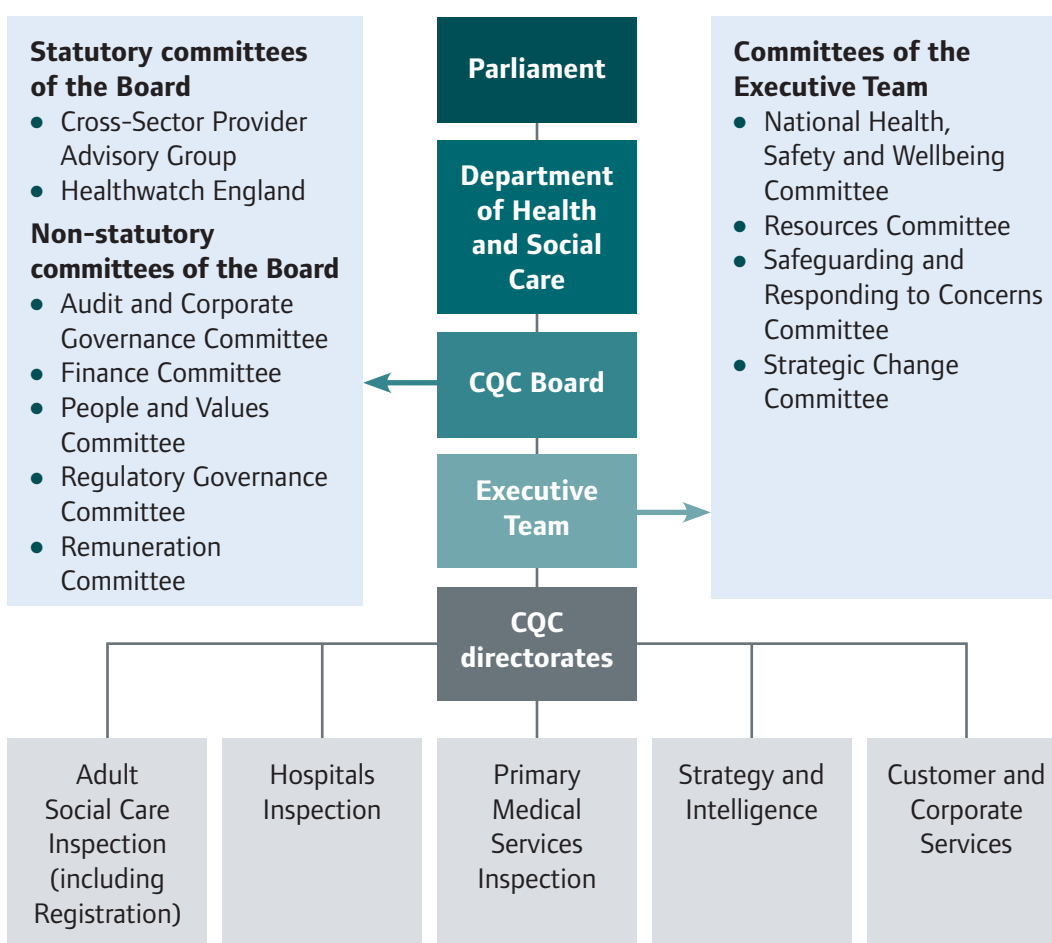 Statutory committees
of the Board
● Cross-Sector Provider
Advisory Group
● Healthwatch England
Non-statutory
committees of the Board
● Audit and Corporate
Governance Committee
● Finance Committee
● People and Values
Committee
● Regulatory Governance
Committee
● Remuneration
Committee
Parliament
Department
of Health
and Social
Care
CQC Board
Executive
Team
CQC
directorates
Committees of the
Executive Team
● National Health,
Safety and Wellbeing
Committee
● Resources Committee
● Safeguarding and
Responding to Concerns
Committee
● Strategic Change
Committee
Adult
Social Care
Inspection
(including
Registration)
Hospitals
Inspection
Primary
Medical
Services
Inspection
Strategy and
Intelligence
Customer and
Corporate
Services